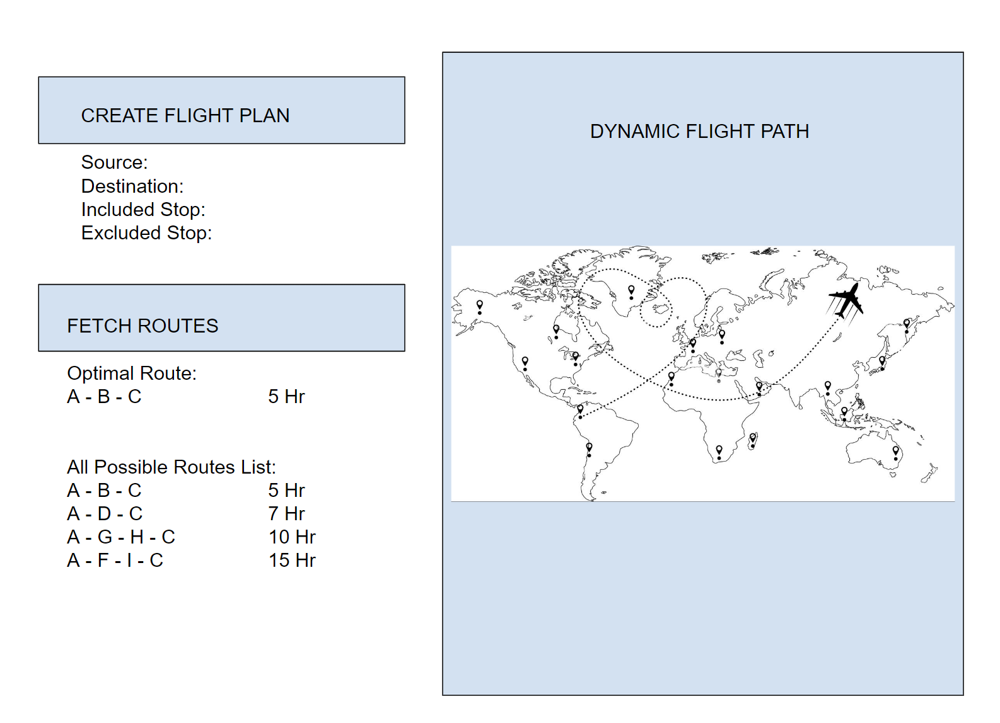 CREATE FLIGHT PLAN
Source:
Destination:
Included Stop:
Excluded Stop:
FETCH ROUTES
Optimal Route:
A - B - C 5 Hr
All Possible Routes List:
A - B - C 5 Hr
A - D - C 7 Hr
A - G - H - C 10 Hr
A - F - I - C 15 Hr
DYNAMIC FLIGHT PATH